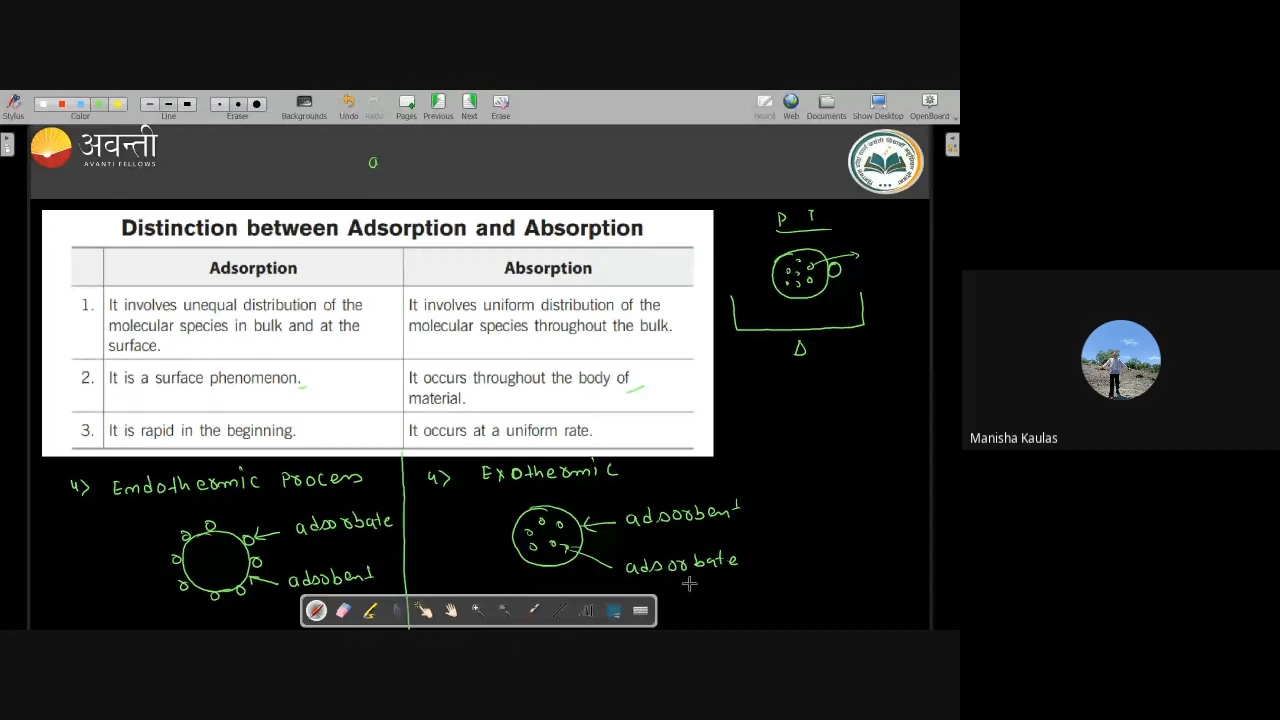 Stylus
Color
Line
Eraser
Backgrounds
Undo
Redo
Pages
Previous
Next
Erase
Board
Web
Documents
Show Desktop
OpenBoard
अवन्ती
AVANTI FELLOWS
a
Distinction between Adsorption and Absorption
Adsorption
Absorption
1. It involves unequal distribution of the
molecular species in bulk and at the
surface.
It involves uniform distribution of the
molecular species throughout the bulk.
2. It is a surface phenomenon.
It occurs throughout the body of
material.
3. It is rapid in the beginning.
It occurs at a uniform rate.
P T
Δ
4) Endothermic Process
adsorbate
adsobent
4) Exothermic
adsorbent
adsorbate
Manisha Kaulas